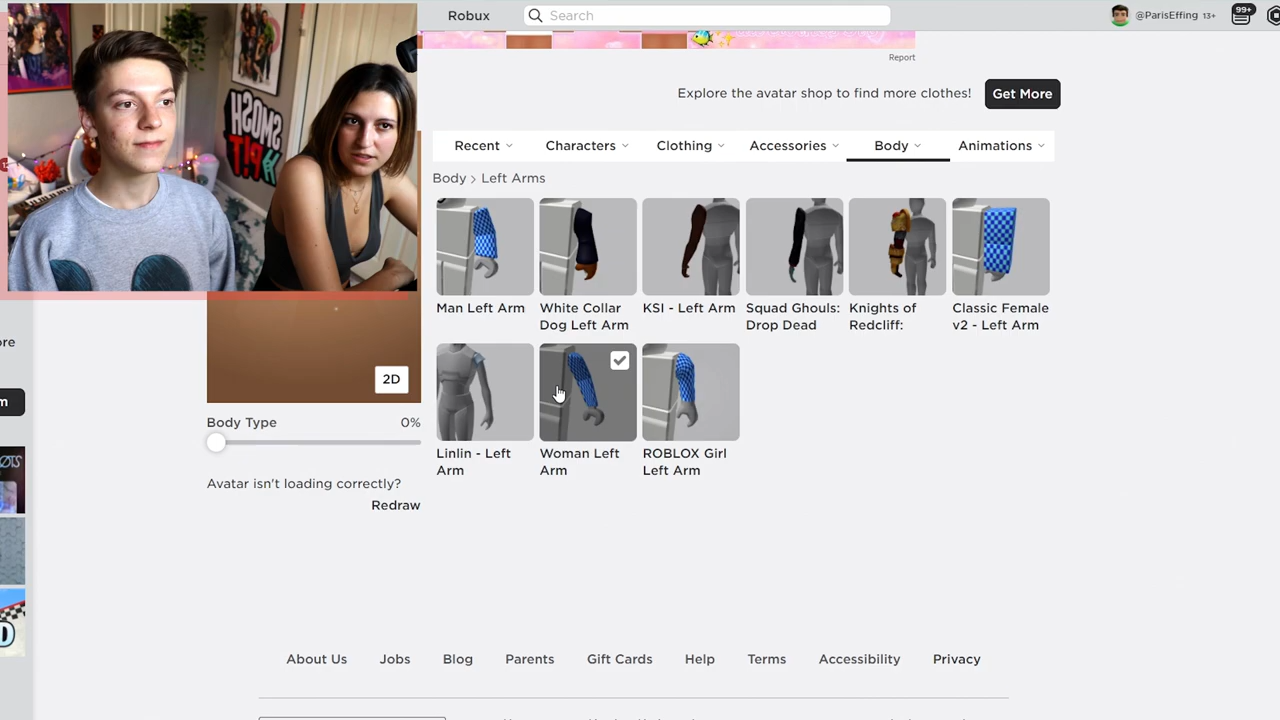 Robux
Search
@ParisEffing 13+
99+
Report
Explore the avatar shop to find more clothes!
Get More
Recent
Characters
Clothing
Accessories
Body
Animations
Body > Left Arms
Man Left Arm
White Collar
Dog Left Arm
KSI - Left Arm
Squad Ghouls:
Drop Dead
Knights of
Redcliff:
Classic Female
v2 - Left Arm
Linlin - Left
Arm
Woman Left
Arm
ROBLOX Girl
Left Arm
2D
Body Type
0%
Avatar isn't loading correctly?
Redraw
ore
m
SMOSH
PIT
About Us
Jobs
Blog
Parents
Gift Cards
Help
Terms
Accessibility
Privacy